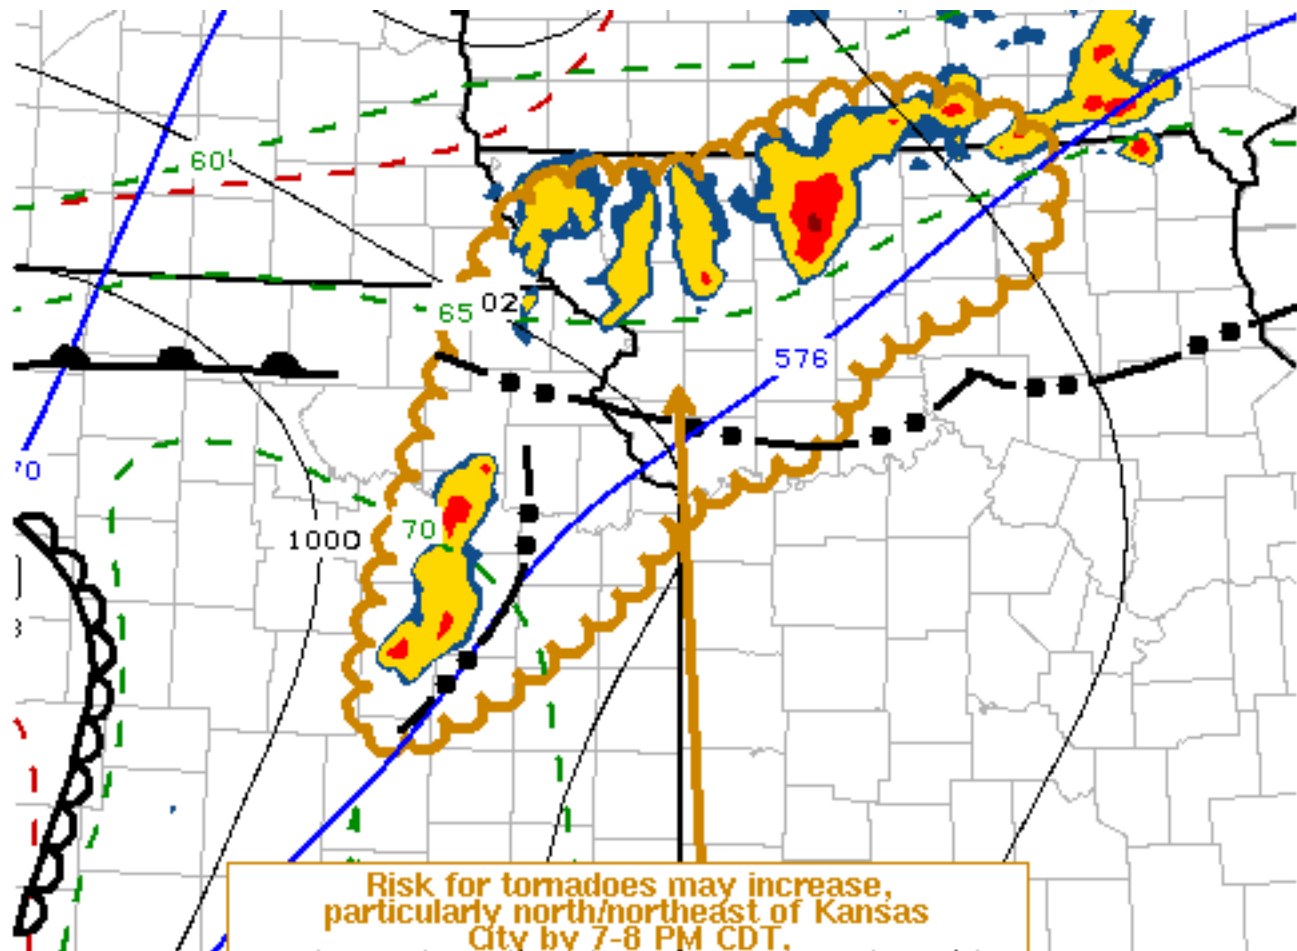 60
65
02
576
70
70
1000
Risk for tornadoes may increase,
particularly north/northeast of Kansas
City by 7-8 PM CDT.